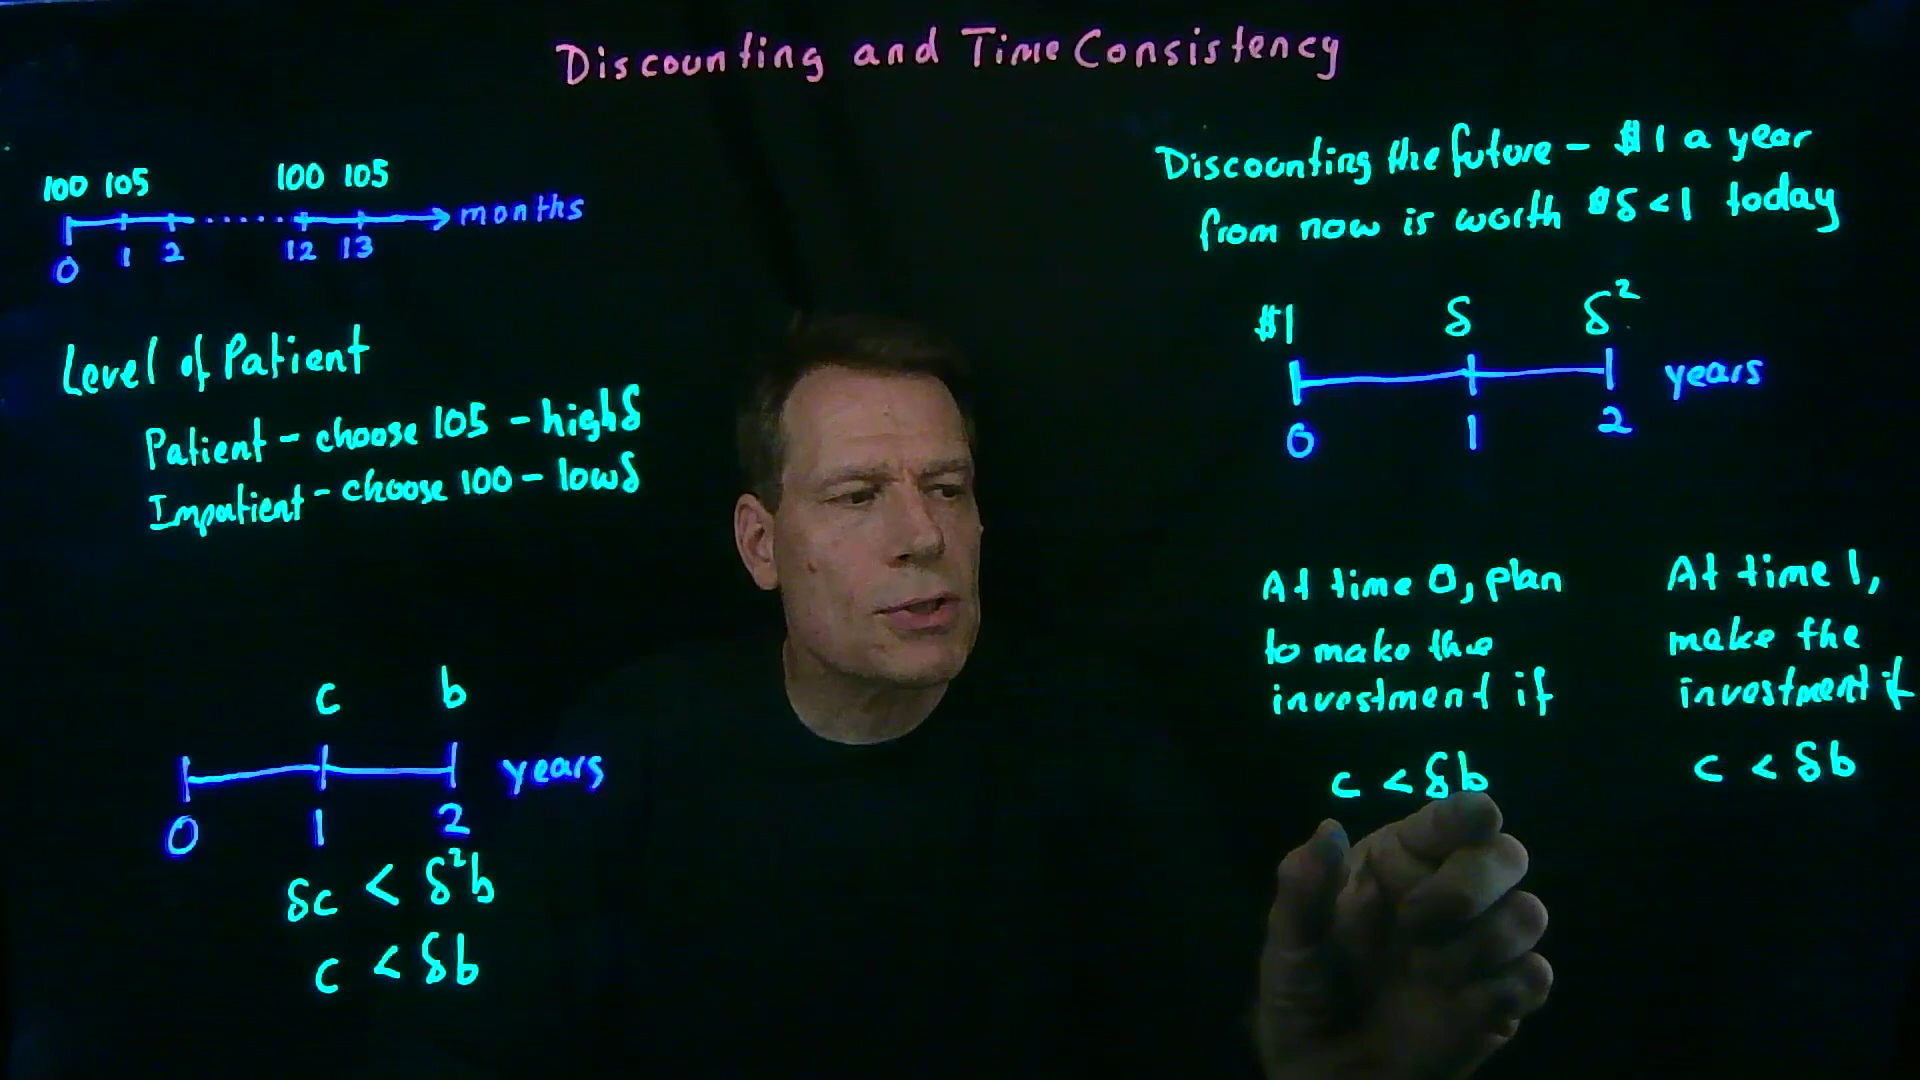 Discounting and Time Consistency
100 105 100 105
months
0 1 2 12 13
Level of Patient
Patient - choose 105 - high δ
Impatient - choose 100 - low δ
c b
years
0 1 2
δc < δ²b
c < δb
Discounting the future - $1 a year
from now is worth $δ<1 today
$1 δ δ²
years
0 1 2
At time 0, plan
to make the
investment if
c < δb
At time 1,
make the
investment if
c < δb